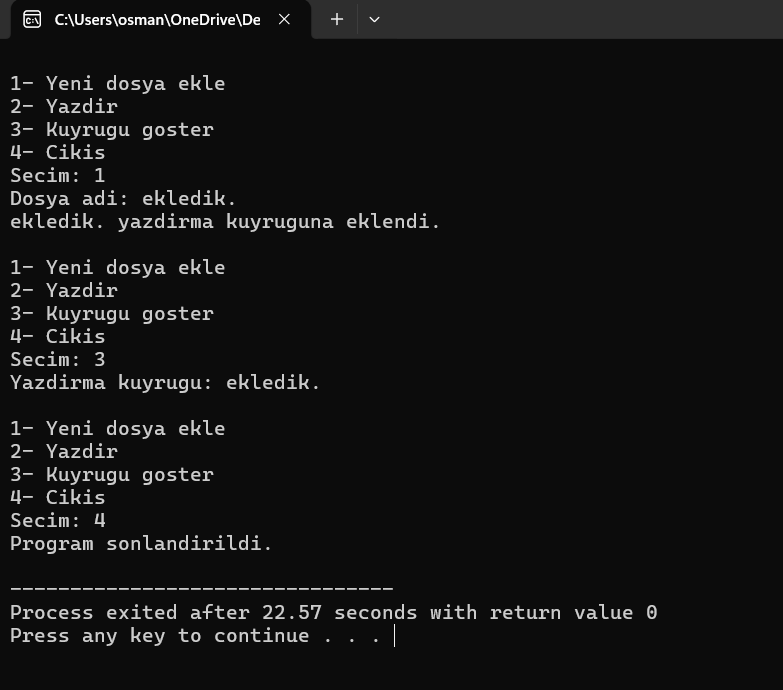 C:\Users\osman\OneDrive\De
1- Yeni dosya ekle
2- Yazdir
3- Kuyrugu goster
4- Cikis
Secim: 1
Dosya adi: ekledik.
ekledik. yazdirma kuyruguna eklendi.
1- Yeni dosya ekle
2- Yazdir
3- Kuyrugu goster
4- Cikis
Secim: 3
Yazdirma kuyrugu: ekledik.
1- Yeni dosya ekle
2- Yazdir
3- Kuyrugu goster
4- Cikis
Secim: 4
Program sonlandirildi.
--------------------------------
Process exited after 22.57 seconds with return value 0
Press any key to continue . . .